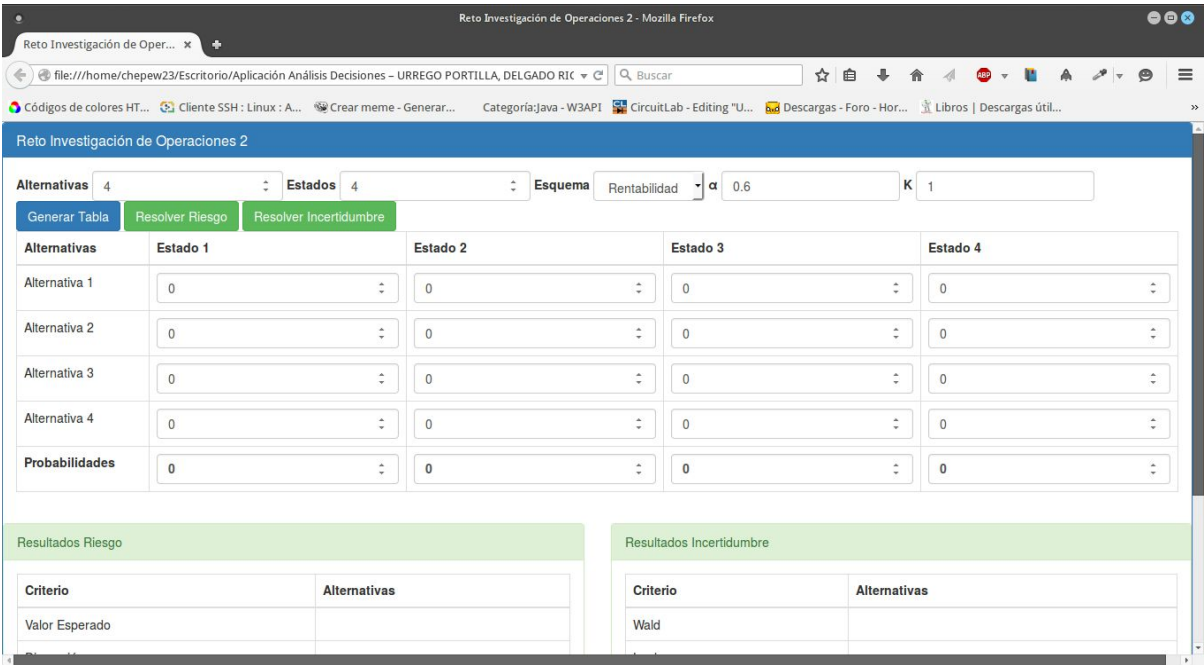 Reto Investigación de Operaciones 2 - Mozilla Firefox
Reto Investigación de Oper... ×
file:///home/chepew23/Escritorio/Aplicación Análisis Decisiones – URREGO PORTILLA, DELGADO RIC Buscar ABP
Códigos de colores HT... Cliente SSH : Linux : A... Crear meme - Generar... Categoría:Java - W3API CL CircuitLab - Editing "U... Descargas - Foro - Hor... Libros | Descargas útil... »
Reto Investigación de Operaciones 2
Alternativas 4 Estados 4 Esquema Rentabilidad α 0.6 K 1
Generar Tabla Resolver Riesgo Resolver Incertidumbre
Alternativas Estado 1 Estado 2 Estado 3 Estado 4
Alternativa 1 0 0 0 0
Alternativa 2 0 0 0 0
Alternativa 3 0 0 0 0
Alternativa 4 0 0 0 0
Probabilidades 0 0 0 0
Resultados Riesgo Resultados Incertidumbre
Criterio Alternativas Criterio Alternativas
Valor Esperado Wald